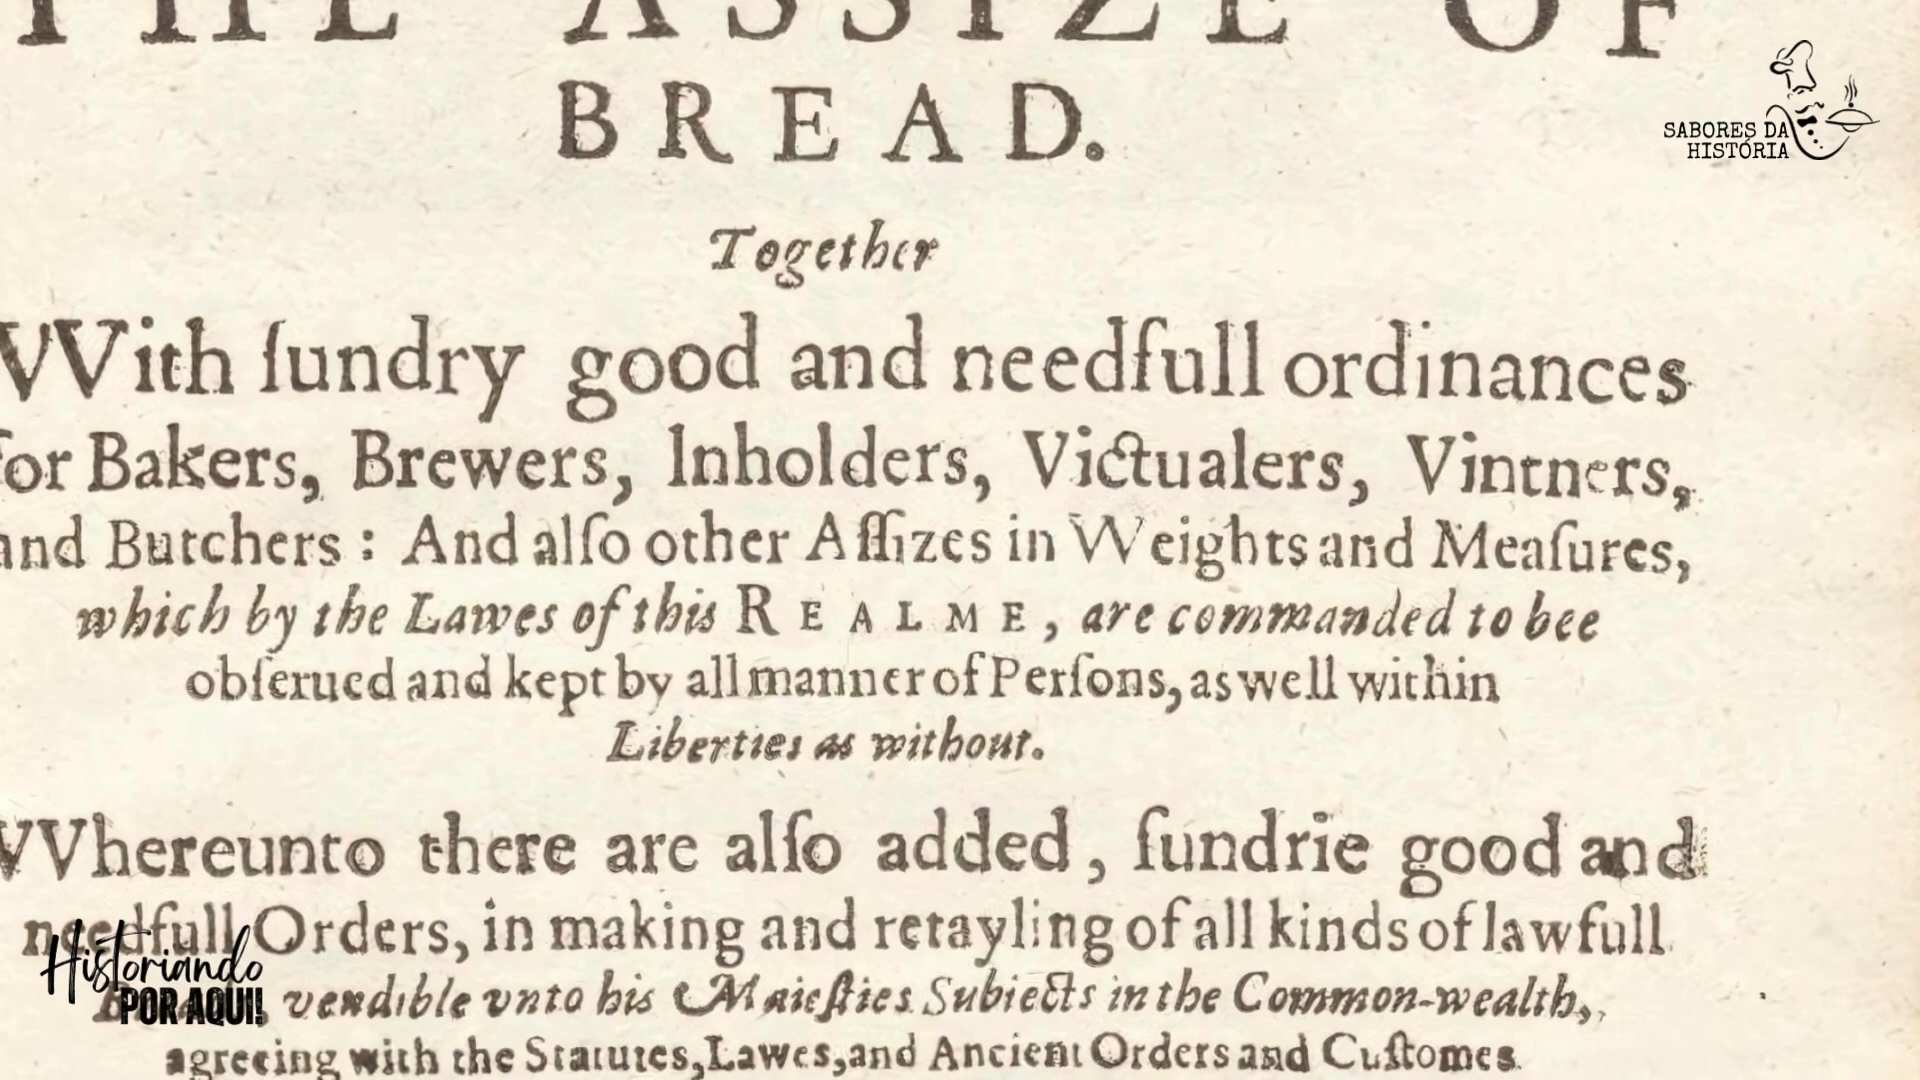 THE ASSIZE OF
BREAD.
Together
VVith ſundry good and needfull ordinances
for Bakers, Brewers, Inholders, Victualers, Vintners,
and Butchers : And alſo other Aſſizes in Weights and Meaſures,
which by the Lawes of this REALME, are commanded to bee
obſerued and kept by all manner of Perſons, as well within
Liberties as without.
VVhereunto there are alſo added, ſundrie good and
needfull Orders, in making and retayling of all kinds of lawfull
vendible vnto his Maieſties Subiects in the Common-wealth,
agreeing with the Statutes, Lawes, and Ancient Orders and Cuſtomes
SABORES DA
HISTÓRIA
Historiando
POR AQUI!